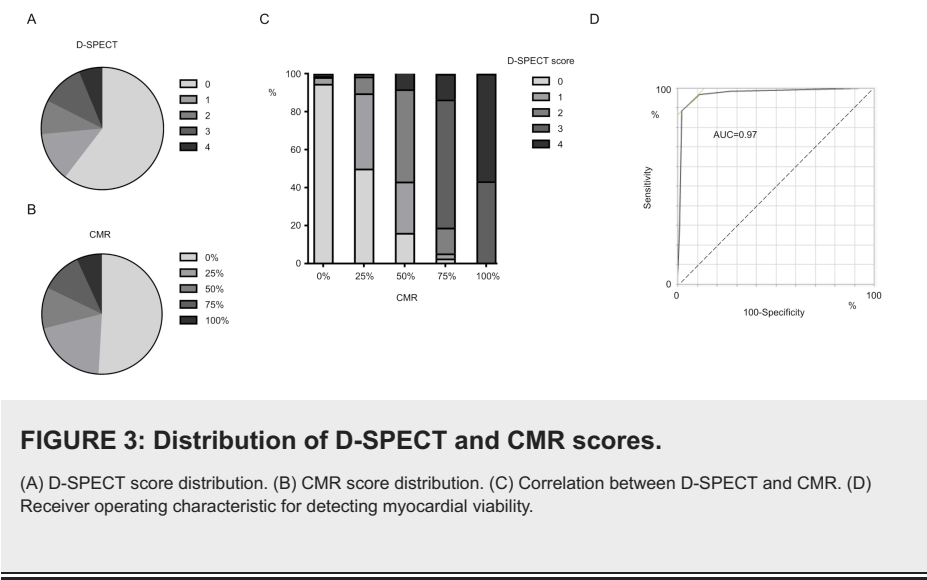 A
D-SPECT
0
1
2
3
4
B
CMR
0%
25%
50%
75%
100%
C
D-SPECT score
0
1
2
3
4
100
%
80
60
40
20
0
0% 25% 50% 75% 100%
CMR
D
100
%
AUC=0.97
Sensitivity
0
0 100
%
100-Specificity
FIGURE 3: Distribution of D-SPECT and CMR scores.
(A) D-SPECT score distribution. (B) CMR score distribution. (C) Correlation between D-SPECT and CMR. (D)
Receiver operating characteristic for detecting myocardial viability.